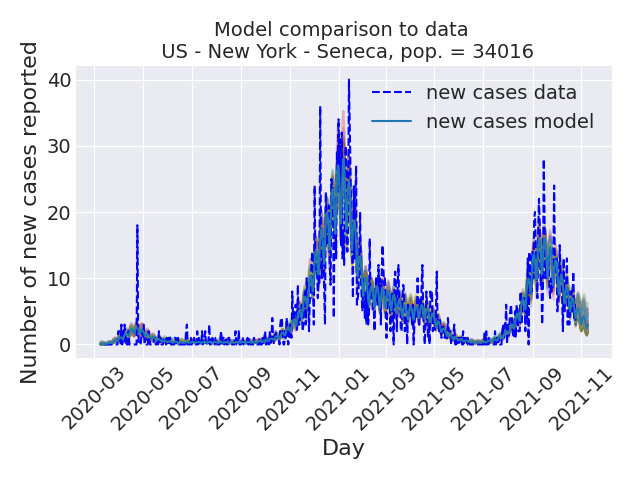 Model comparison to data
US - New York - Seneca, pop. = 34016
Number of new cases reported
40
30
20
10
0
new cases data
new cases model
2020-03
2020-05
2020-07
2020-09
2020-11
2021-01
2021-03
2021-05
2021-07
2021-09
2021-11
Day